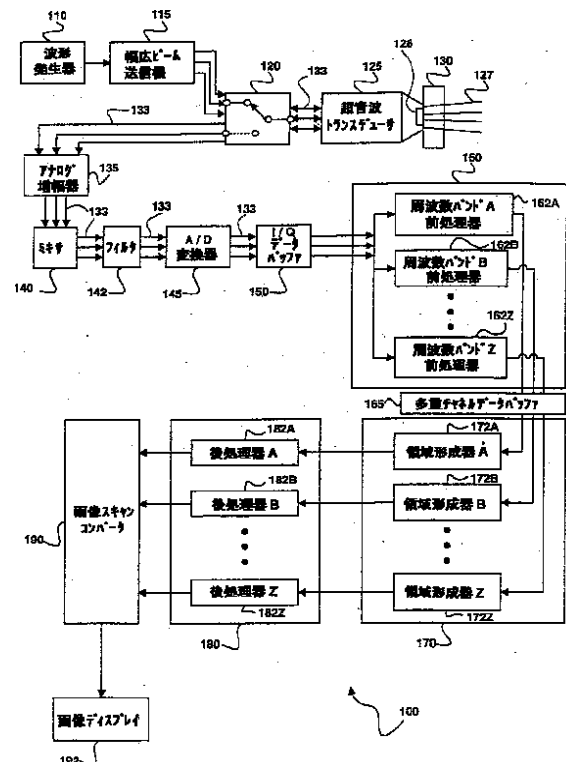 110
波形
発生器
115
幅広ビーム
送信器
120
133
125
超音波
トランスデューサ
126
130
127
133
アナログ
増幅器
135
ミキサ
140
133
フィルタ
142
133
A/D
変換器
145
133
I/Q
データ
バッファ
150
160
周波数バンドA
前処理器
162A
周波数バンドB
前処理器
162B
周波数バンドZ
前処理器
162Z
165
多重チャネルデータバッファ
172A
領域形成器 A
172B
領域形成器 B
領域形成器 Z
172Z
170
182A
後処理器 A
182B
後処理器 B
後処理器 Z
182Z
180
190
画像スキャン
コンバータ
画像ディスプレイ
192
100